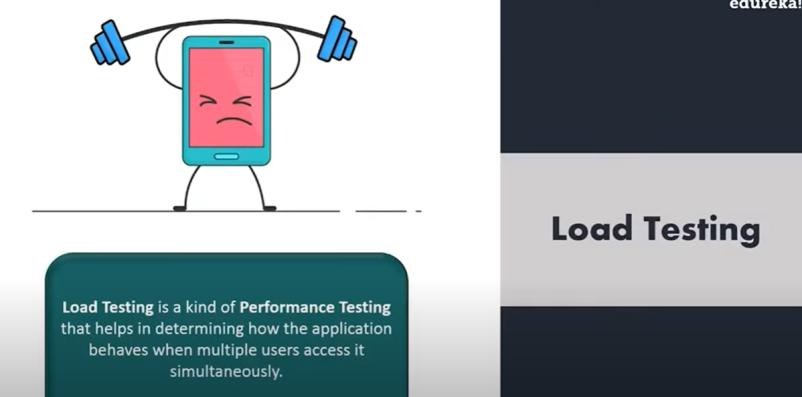 edureka!
Load Testing
Load Testing is a kind of Performance Testing
that helps in determining how the application
behaves when multiple users access it
simultaneously.